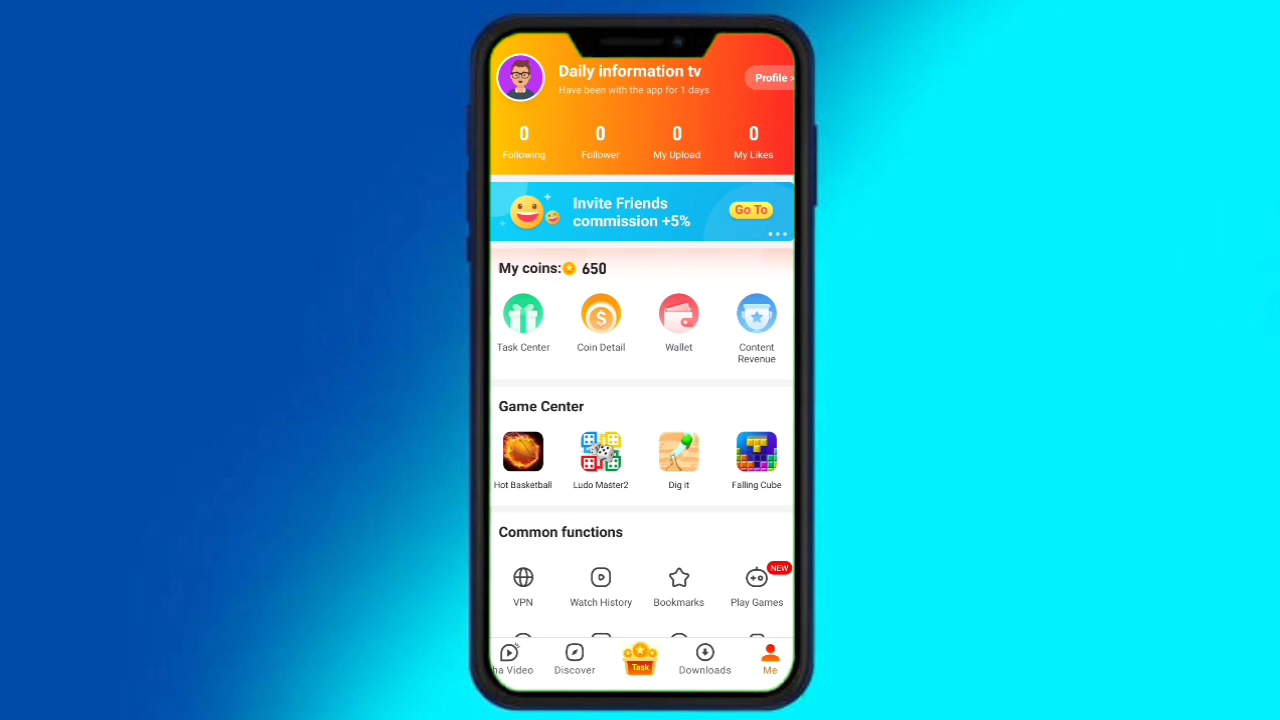 Daily information tv
Profile >
Have been with the app for 1 days
0 0 0 0
Following Follower My Upload My Likes
Invite Friends
commission +5%
Go To
My coins: 650
Task Center Coin Detail Wallet Content
Revenue
Game Center
Hot Basketball Ludo Master2 Dig it Falling Cube
Common functions
NEW
VPN Watch History Bookmarks Play Games
Task
ha Video Discover Downloads Me